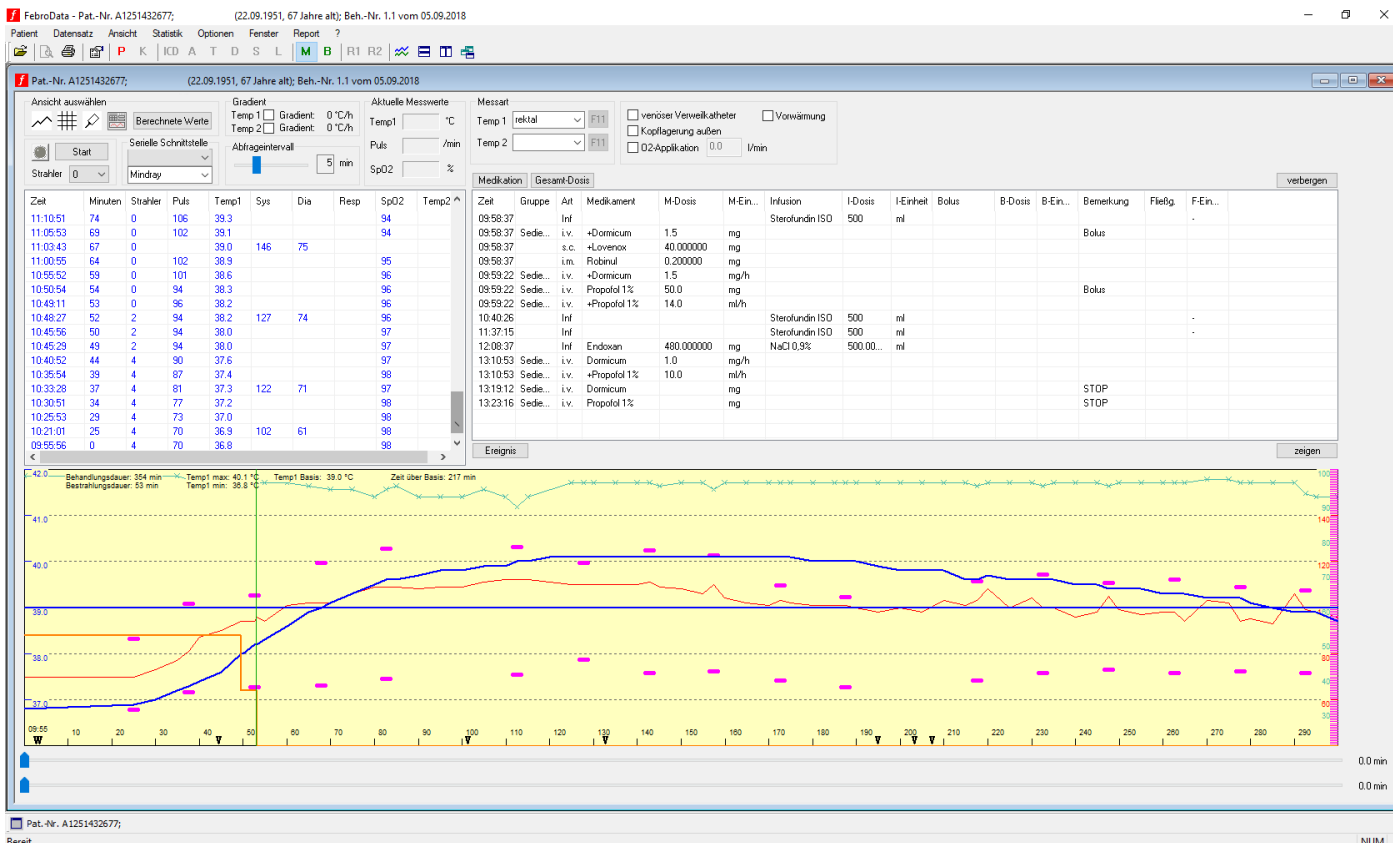 FebroData - Pat.-Nr. A1251432677; (22.09.1951, 67 Jahre alt); Beh.-Nr. 1.1 vom 05.09.2018
Patient Datensatz Ansicht Statistik Optionen Fenster Report ?
P K ICD A T D S L M B R1 R2
Pat.-Nr. A1251432677; (22.09.1951, 67 Jahre alt); Beh.-Nr. 1.1 vom 05.09.2018
Ansicht auswählen
Berechnete Werte
Start
Strahler 0
Serielle Schnittstelle
Mindray
Gradient
Temp 1 Gradient: 0 °C/h
Temp 2 Gradient: 0 °C/h
Abfrageintervall
5 min
Aktuelle Messwerte
Temp1 °C
Puls /min
SpO2 %
Messart
Temp 1 rektal F11
Temp 2 F11
venöser Verweilkatheter Vorwärmung
Kopflagerung außen
O2-Applikation 0.0 l/min
Medikation Gesamt-Dosis verbergen
Zeit Minuten Strahler Puls Temp1 Sys Dia Resp SpO2 Temp2
11:10:51 74 0 106 39.3 94
11:05:53 69 0 102 39.1 94
11:03:43 67 0 39.0 146 75
11:00:55 64 0 102 38.9 95
10:55:52 59 0 101 38.6 96
10:50:54 54 0 94 38.3 96
10:49:11 53 0 96 38.2 96
10:48:27 52 2 94 38.2 127 74 96
10:45:56 50 2 94 38.0 97
10:45:29 49 2 94 38.0 97
10:40:52 44 4 90 37.6 97
10:35:54 39 4 87 37.4 98
10:33:28 37 4 81 37.3 122 71 97
10:30:51 34 4 77 37.2 98
10:25:53 29 4 73 37.0 98
10:21:01 25 4 70 36.9 102 61 98
09:55:56 0 4 70 36.8 98
Zeit Gruppe Art Medikament M-Dosis M-Ein... Infusion I-Dosis I-Einheit Bolus B-Dosis B-Ein... Bemerkung Fließg. F-Ein...
09:58:37 Inf Sterofundin ISO 500 ml -
09:58:37 Sedie... i.v. +Dormicum 1.5 mg Bolus
09:58:37 s.c. +Lovenox 40.000000 mg
09:58:37 i.m. Robinul 0.200000 mg
09:59:22 Sedie... i.v. +Dormicum 1.5 mg/h
09:59:22 Sedie... i.v. Propofol 1% 50.0 mg Bolus
09:59:22 Sedie... i.v. +Propofol 1% 14.0 ml/h
10:40:26 Inf Sterofundin ISO 500 ml -
11:37:15 Inf Sterofundin ISO 500 ml -
12:08:37 Inf Endoxan 480.000000 mg NaCl 0,9% 500.00... ml
13:10:53 Sedie... i.v. Dormicum 1.0 mg/h
13:10:53 Sedie... i.v. +Propofol 1% 10.0 ml/h
13:19:12 Sedie... i.v. Dormicum mg STOP
13:23:16 Sedie... i.v. Propofol 1% mg STOP
Ereignis zeigen
Behandlungsdauer: 354 min Temp1 max: 40.1 °C Temp1 Basis: 39.0 °C Zeit über Basis: 217 min
Bestrahlungsdauer: 53 min Temp1 min: 36.8 °C
42.0 100
90
41.0 140
80
40.0 120
70
39.0
50
38.0 80
40
37.0 60
30
09:55 10 20 30 40 50 60 70 80 90 100 110 120 130 140 150 160 170 180 190 200 210 220 230 240 250 260 270 280 290
0.0 min
0.0 min
Pat.-Nr. A1251432677;
Bereit NUM